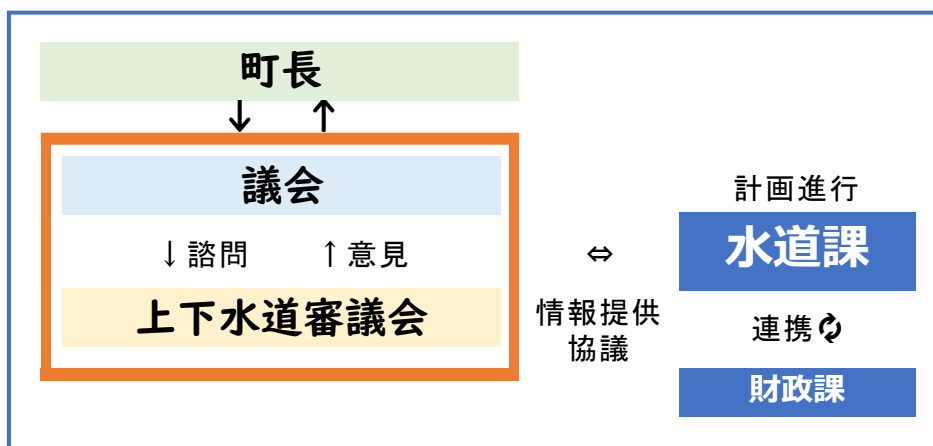 町長
↓ ↑
議会
↓諮問 ↑意見
上下水道審議会
⇔
情報提供
協議
計画進行
水道課
連携🗘
財政課